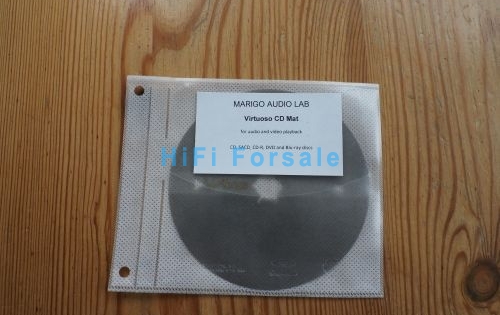 MARIGO AUDIO LAB
Virtuoso CD Mat
for audio and video playback
CD, SACD, CD-R, DVD and Blu-ray discs
HiFi Forsale